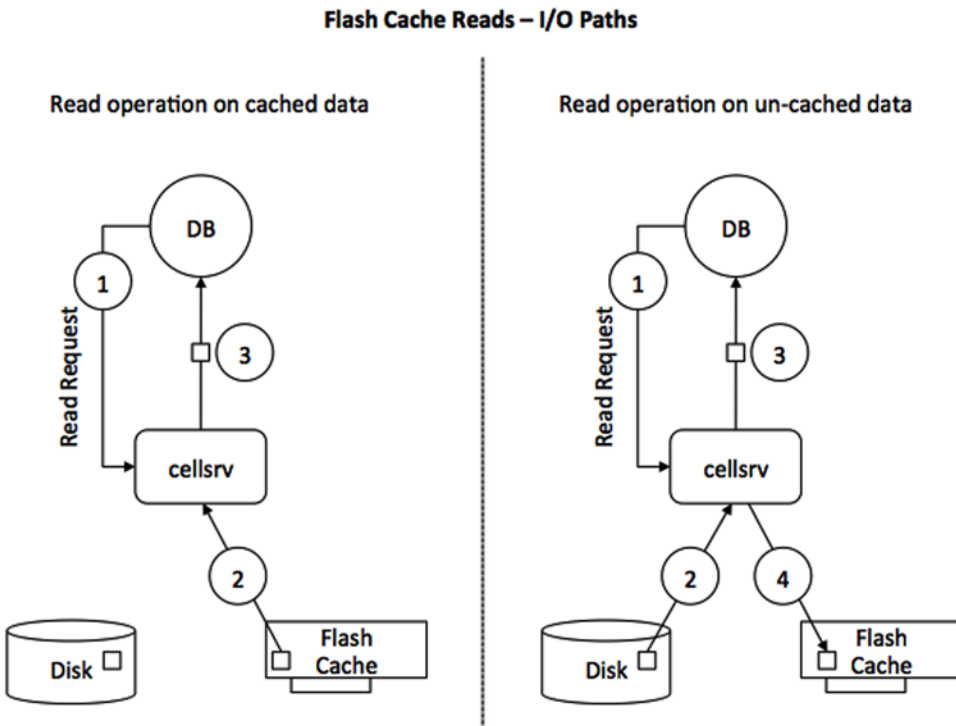 Flash Cache Reads – I/O Paths
Read operation on cached data
DB
1
Read Request
3
cellsrv
2
Disk
Flash
Cache
Read operation on un-cached data
DB
1
Read Request
3
cellsrv
2
4
Disk
Flash
Cache